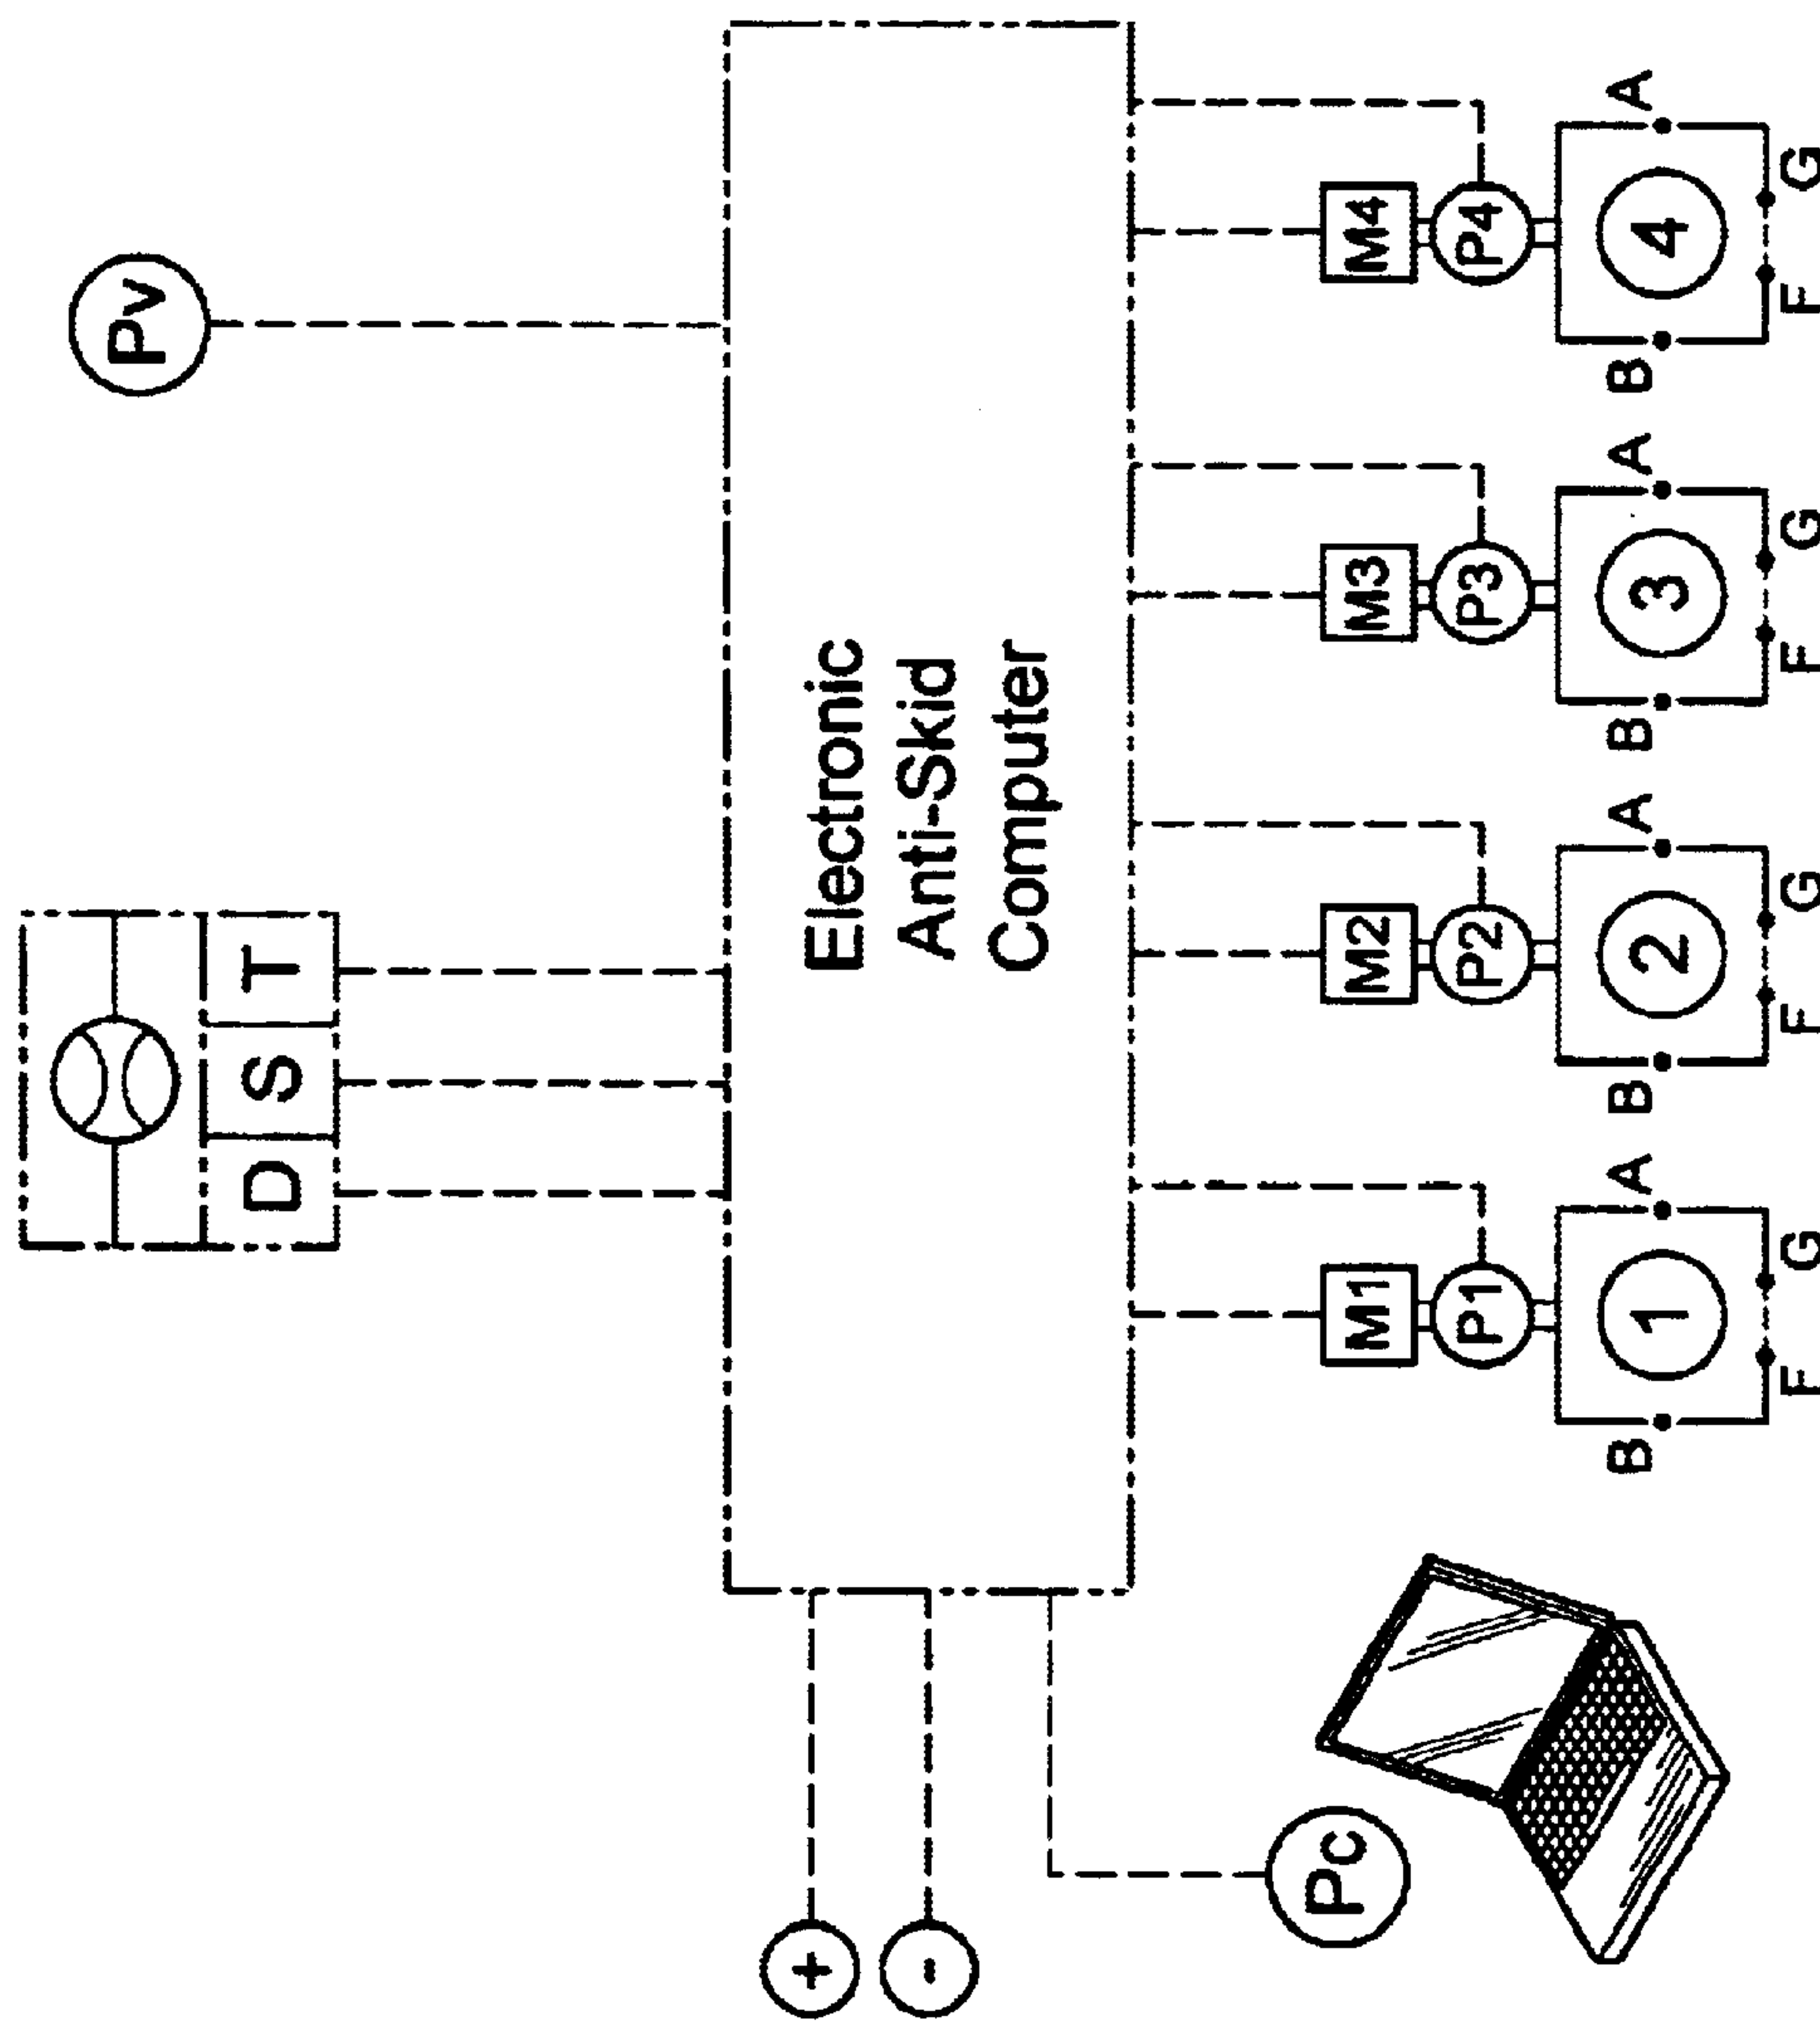 Pv
D S T
+
Electronic
-
Anti-Skid
Computer
Pc
M1 M2 M3 M4
P1 P2 P3 P4
B 1 A B 2 A B 3 A B 4 A
F G F G F G F G